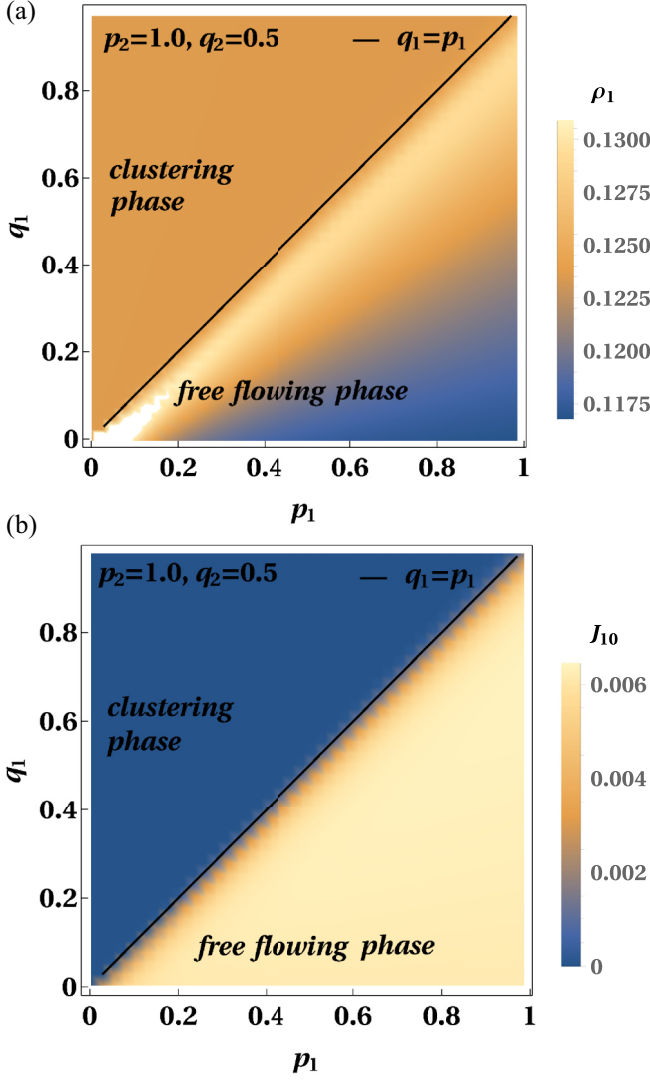 (a)
p₂=1.0, q₂=0.5 — q₁=p₁
clustering
phase
free flowing phase
0.8
0.6
0.4
0.2
0
q₁
0 0.2 0.4 0.6 0.8 1
p₁
ρ₁
0.1300
0.1275
0.1250
0.1225
0.1200
0.1175
(b)
p₂=1.0, q₂=0.5 — q₁=p₁
clustering
phase
free flowing phase
0.8
0.6
0.4
0.2
0
q₁
0 0.2 0.4 0.6 0.8 1
p₁
J₁₀
0.006
0.004
0.002
0